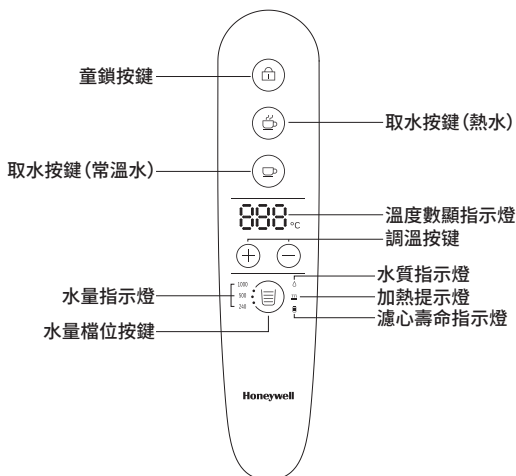 童鎖按鍵
取水按鍵（熱水）
取水按鍵（常溫水）
888 °C
溫度數顯指示燈
調溫按键
水質指示燈
1000
500
240
水量指示燈
加熱提示燈
濾心壽命指示燈
水量檔位按鍵
Honeywell